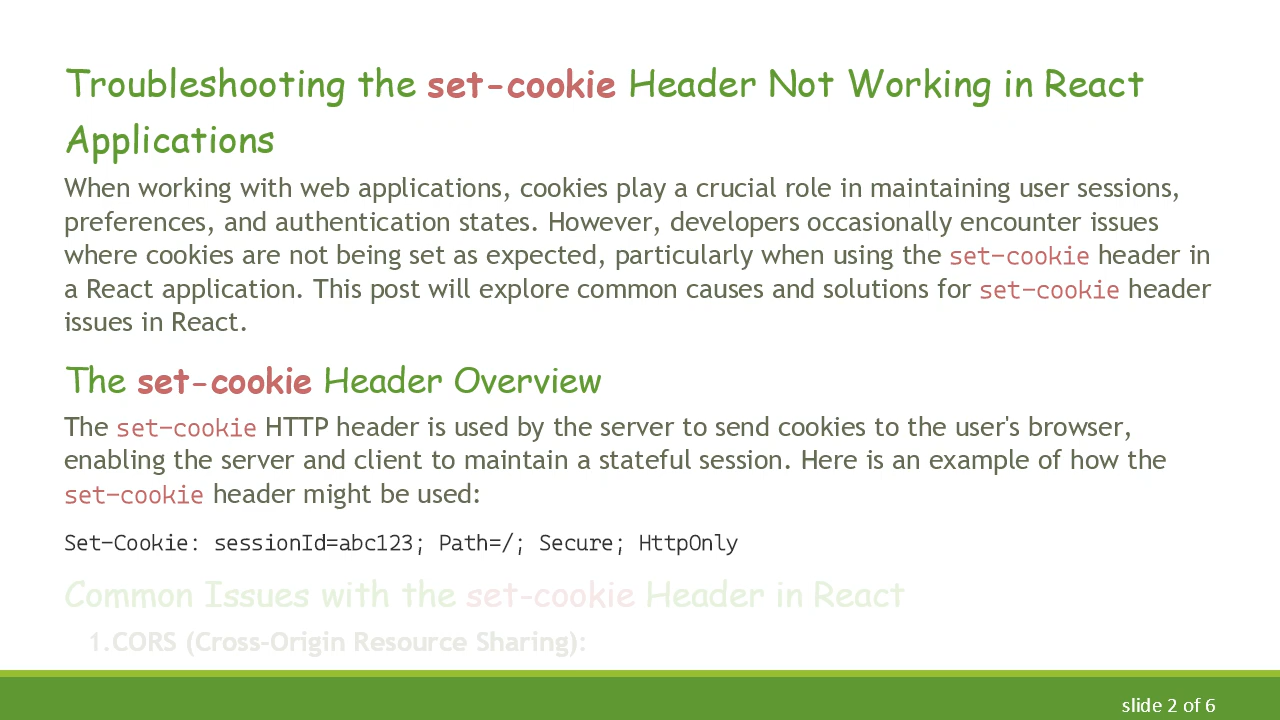 Troubleshooting the set-cookie Header Not Working in React
Applications
When working with web applications, cookies play a crucial role in maintaining user sessions,
preferences, and authentication states. However, developers occasionally encounter issues
where cookies are not being set as expected, particularly when using the set-cookie header in
a React application. This post will explore common causes and solutions for set-cookie header
issues in React.
The set-cookie Header Overview
The set-cookie HTTP header is used by the server to send cookies to the user's browser,
enabling the server and client to maintain a stateful session. Here is an example of how the
set-cookie header might be used:
Set-Cookie: sessionId=abc123; Path=/; Secure; HttpOnly
Common Issues with the set-cookie Header in React
1.CORS (Cross-Origin Resource Sharing):
slide 2 of 6